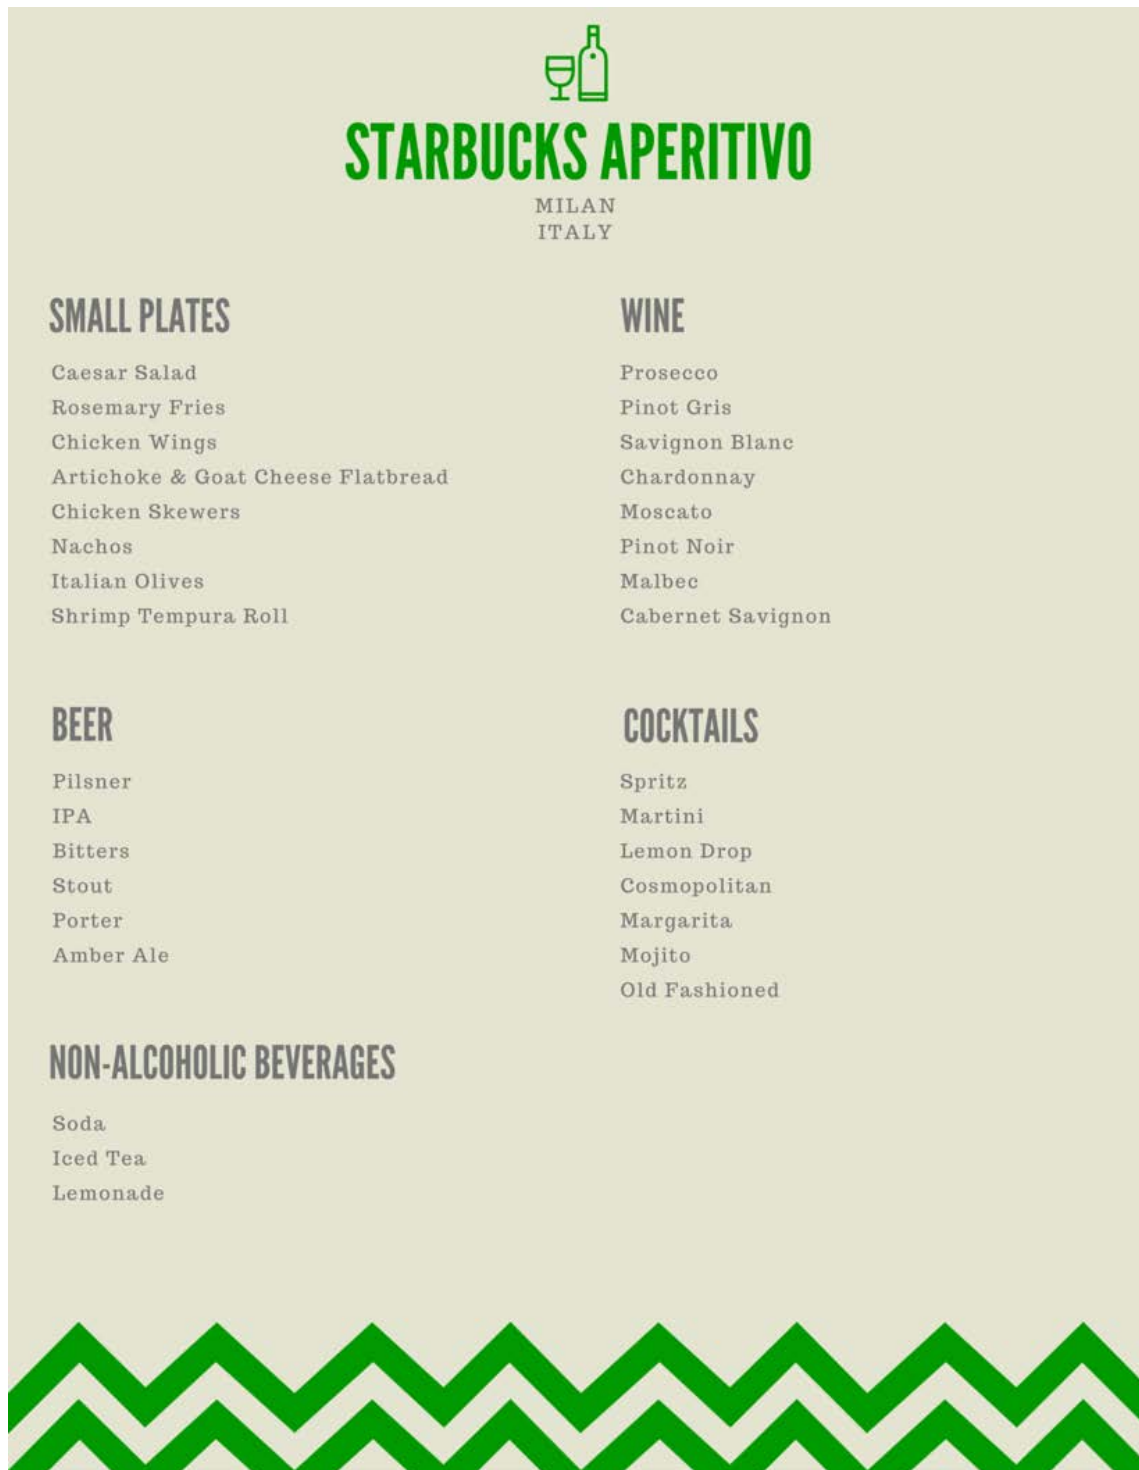 STARBUCKS APERITIVO
MILAN
ITALY
SMALL PLATES
Caesar Salad
Rosemary Fries
Chicken Wings
Artichoke & Goat Cheese Flatbread
Chicken Skewers
Nachos
Italian Olives
Shrimp Tempura Roll
WINE
Prosecco
Pinot Gris
Savignon Blanc
Chardonnay
Moscato
Pinot Noir
Malbec
Cabernet Savignon
BEER
Pilsner
IPA
Bitters
Stout
Porter
Amber Ale
COCKTAILS
Spritz
Martini
Lemon Drop
Cosmopolitan
Margarita
Mojito
Old Fashioned
NON-ALCOHOLIC BEVERAGES
Soda
Iced Tea
Lemonade